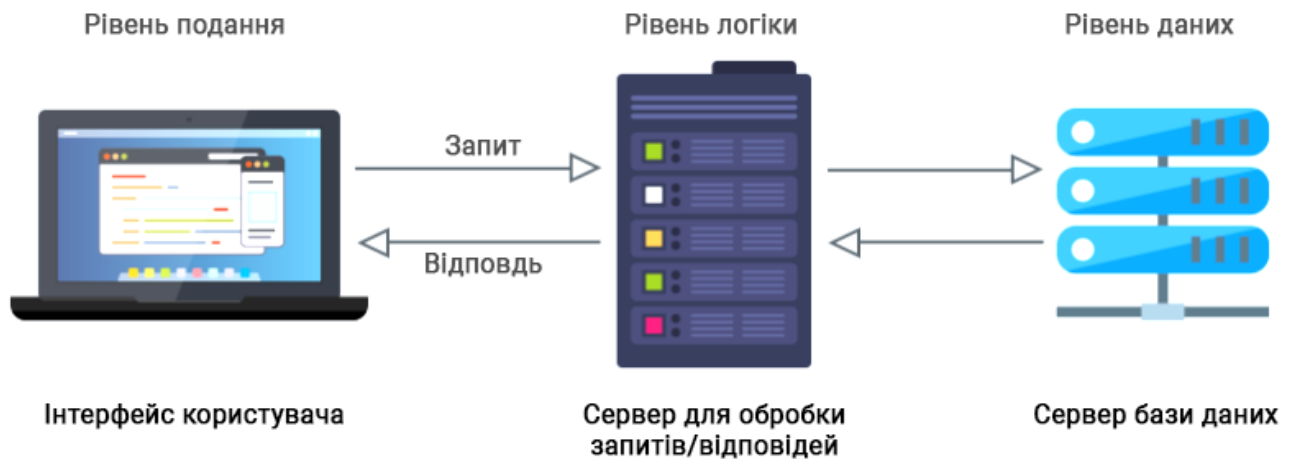 Рівень подання
Рівень логіки
Рівень даних
Запит
Відповдь
Інтерфейс користувача
Сервер для обробки
запитів/відповідей
Сервер бази даних